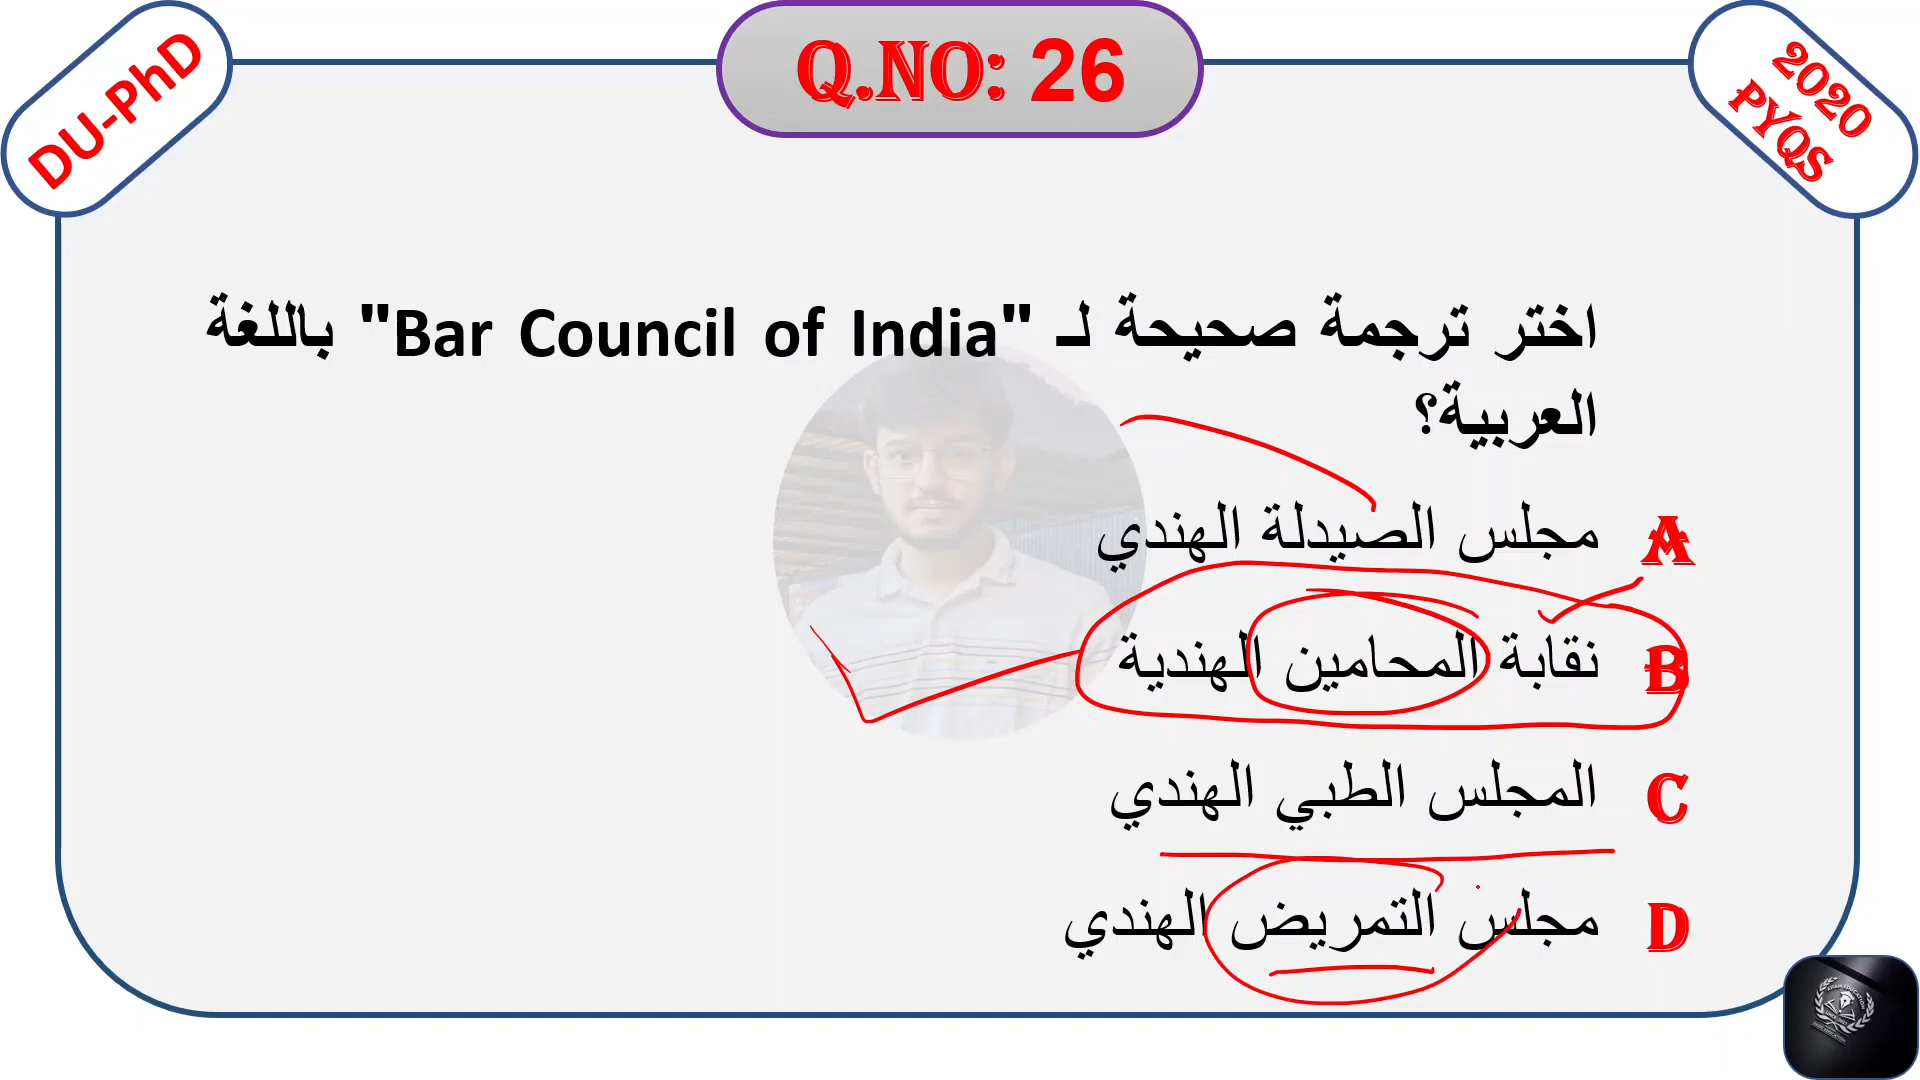 DU-PhD
Q.NO: 26
2020
PYQS
اختر ترجمة صحيحة لـ "Bar Council of India" باللغة
العربية؟
A مجلس الصيدلة الهندي
B نقابة المحامين الهندية
C المجلس الطبي الهندي
D مجلس التمريض الهندي